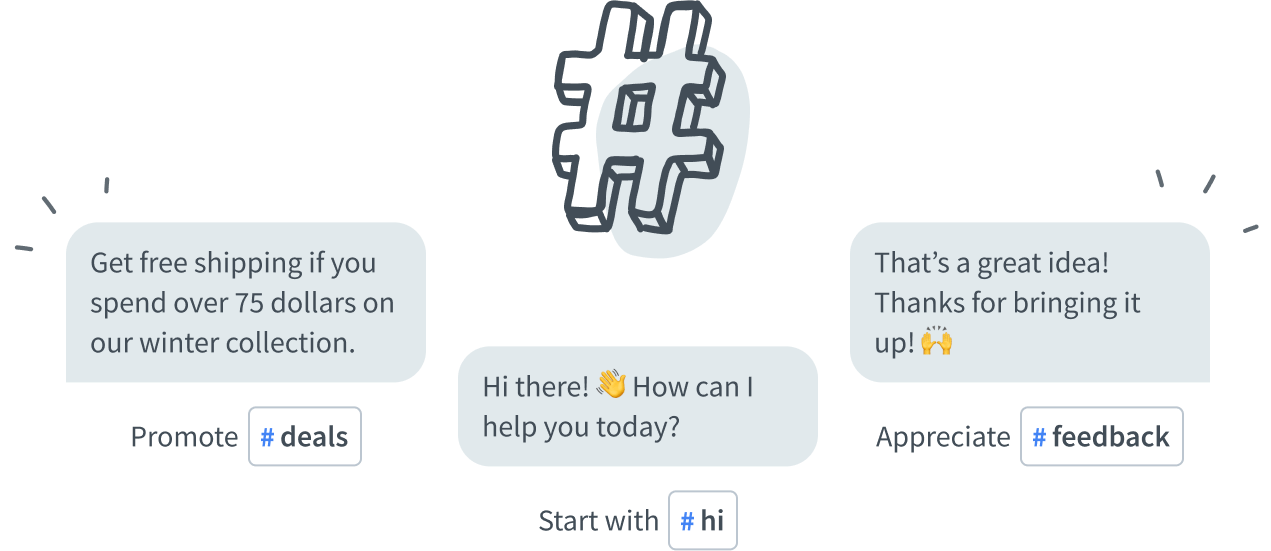 #
Get free shipping if you
spend over 75 dollars on
our winter collection.
Promote # deals
Hi there! 👋 How can I
help you today?
Start with # hi
That’s a great idea!
Thanks for bringing it
up! 🙌
Appreciate # feedback